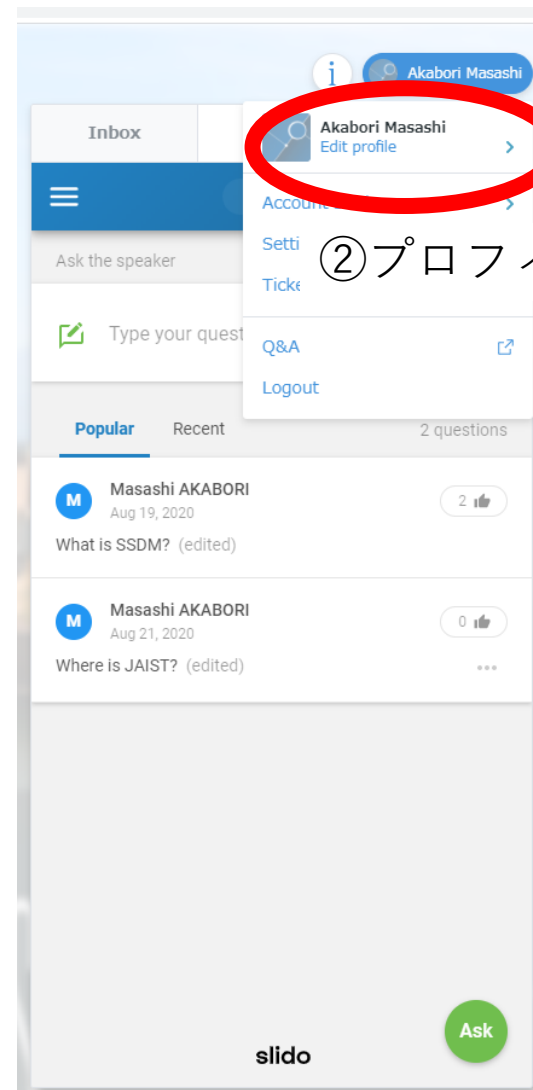 i
Akabori Masashi
Inbox
Akabori Masashi
Edit profile
Account
Setti
Ask the speaker
②プロフィ
Ticke
Type your quest
Q&A
Logout
Popular
Recent
2 questions
M
Masashi AKABORI
Aug 19, 2020
2
What is SSDM? (edited)
M
Masashi AKABORI
Aug 21, 2020
0
Where is JAIST? (edited)
Ask
slido